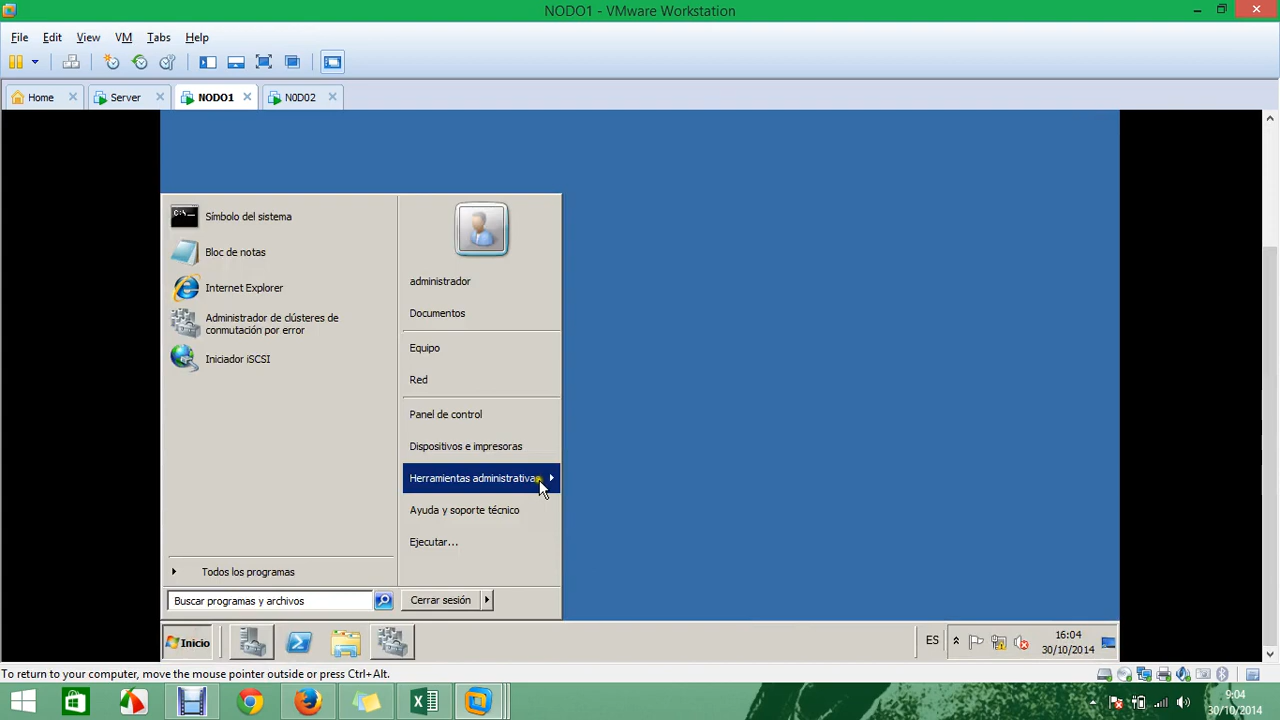 NODO1 - VMware Workstation
File Edit View VM Tabs Help
Home Server NODO1 N0D02
Símbolo del sistema
Bloc de notas
Internet Explorer
Administrador de clústeres de
conmutación por error
Iniciador iSCSI
Todos los programas
Buscar programas y archivos
administrador
Documentos
Equipo
Red
Panel de control
Dispositivos e impresoras
Herramientas administrativas
Ayuda y soporte técnico
Ejecutar...
Cerrar sesión
Inicio
ES
16:04
30/10/2014
To return to your computer, move the mouse pointer outside or press Ctrl+Alt.
9:04
30/10/2014